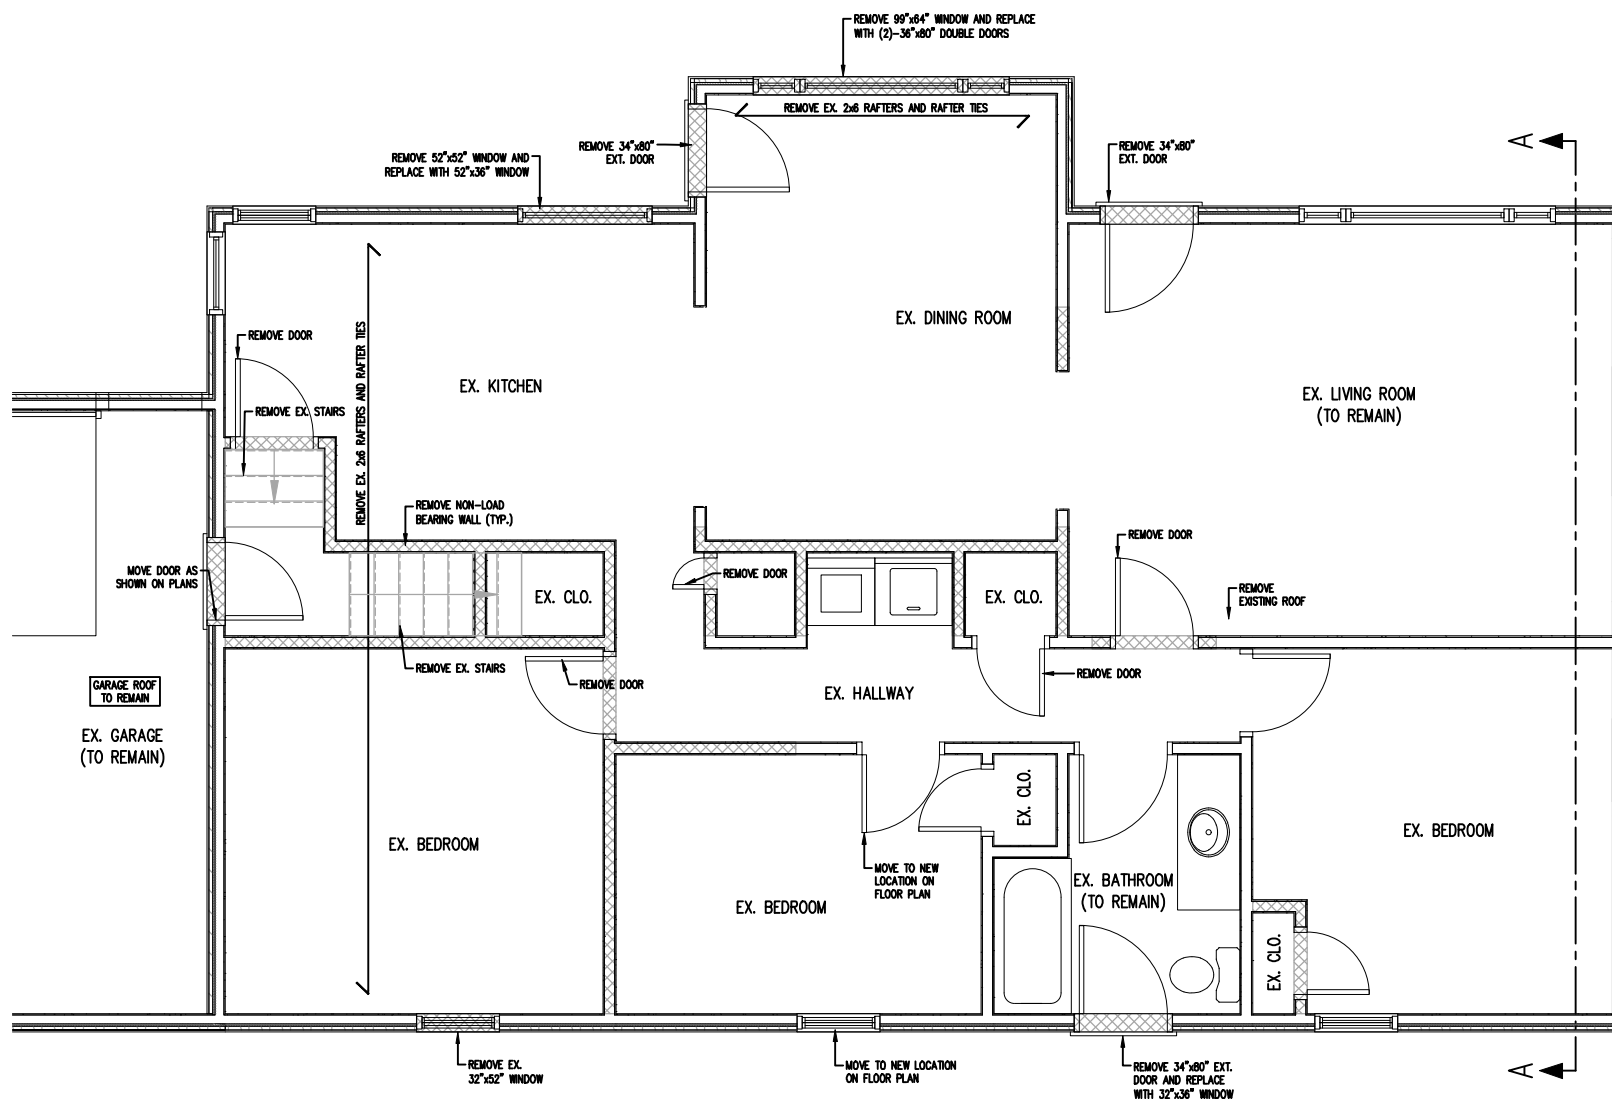 REMOVE 99"x64" WINDOW AND REPLACE
WITH (2)-36"x80" DOUBLE DOORS
REMOVE EX. 2x6 RAFTERS AND RAFTER TIES
REMOVE 34"x80"
EXT. DOOR
REMOVE 34"x80"
EXT. DOOR
A
REMOVE 52"x52" WINDOW AND
REPLACE WITH 52"x36" WINDOW
EX. DINING ROOM
REMOVE DOOR
REMOVE EX. 2x6 RAFTERS AND RAFTER TIES
EX. KITCHEN
EX. LIVING ROOM
(TO REMAIN)
REMOVE EX. STAIRS
REMOVE NON-LOAD
BEARING WALL (TYP.)
REMOVE DOOR
MOVE DOOR AS
SHOWN ON PLANS
REMOVE DOOR
EX. CLO.
EX. CLO.
REMOVE
EXISTING ROOF
REMOVE EX. STAIRS
REMOVE DOOR
REMOVE DOOR
GARAGE ROOF
TO REMAIN
EX. HALLWAY
EX. GARAGE
(TO REMAIN)
EX. CLO.
EX. BEDROOM
EX. BEDROOM
MOVE TO NEW
LOCATION ON
FLOOR PLAN
EX. BATHROOM
(TO REMAIN)
EX. BEDROOM
EX. CLO.
REMOVE EX.
32"x52" WINDOW
MOVE TO NEW LOCATION
ON FLOOR PLAN
REMOVE 34"x80" EXT.
DOOR AND REPLACE
WITH 32"x36" WINDOW
A